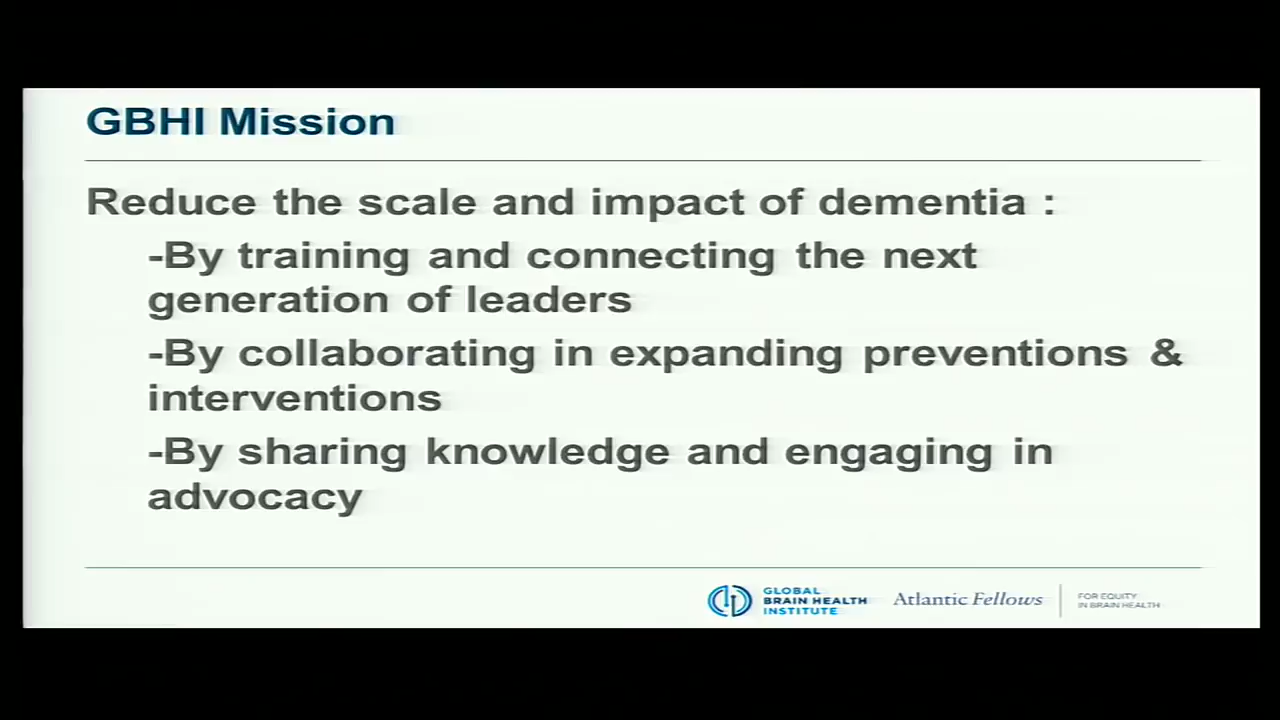 GBHI Mission
Reduce the scale and impact of dementia :
-By training and connecting the next
generation of leaders
-By collaborating in expanding preventions &
interventions
-By sharing knowledge and engaging in
advocacy
GLOBAL
BRAIN HEALTH
INSTITUTE
Atlantic Fellows
FOR EQUITY
IN BRAIN HEALTH